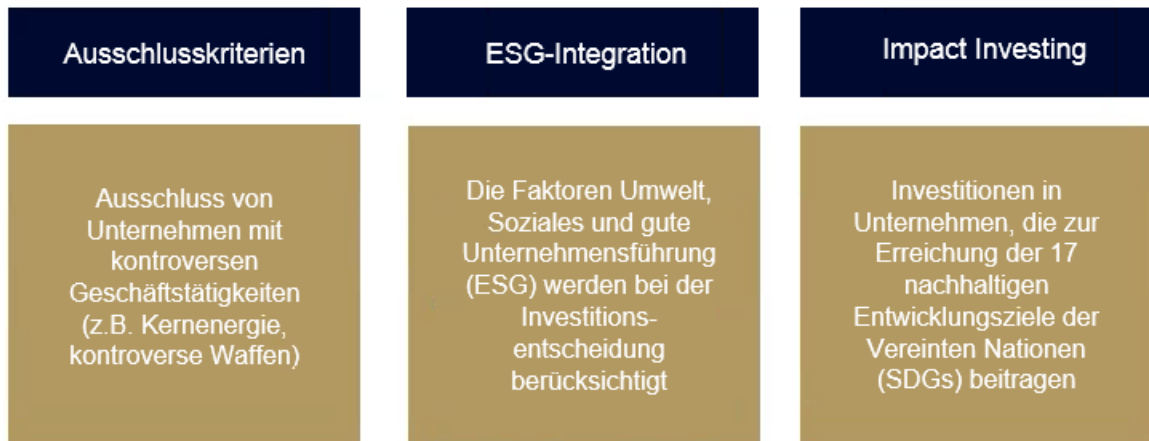 Ausschlusskriterien
Ausschluss von
Unternehmen mit
kontroversen
Geschäftstätigkeiten
(z.B. Kernenergie,
kontroverse Waffen)
ESG-Integration
Die Faktoren Umwelt,
Soziales und gute
Unternehmensführung
(ESG) werden bei der
Investitions-
entscheidung
berücksichtigt
Impact Investing
Investitionen in
Unternehmen, die zur
Erreichung der 17
nachhaltigen
Entwicklungsziele der
Vereinten Nationen
(SDGs) beitragen